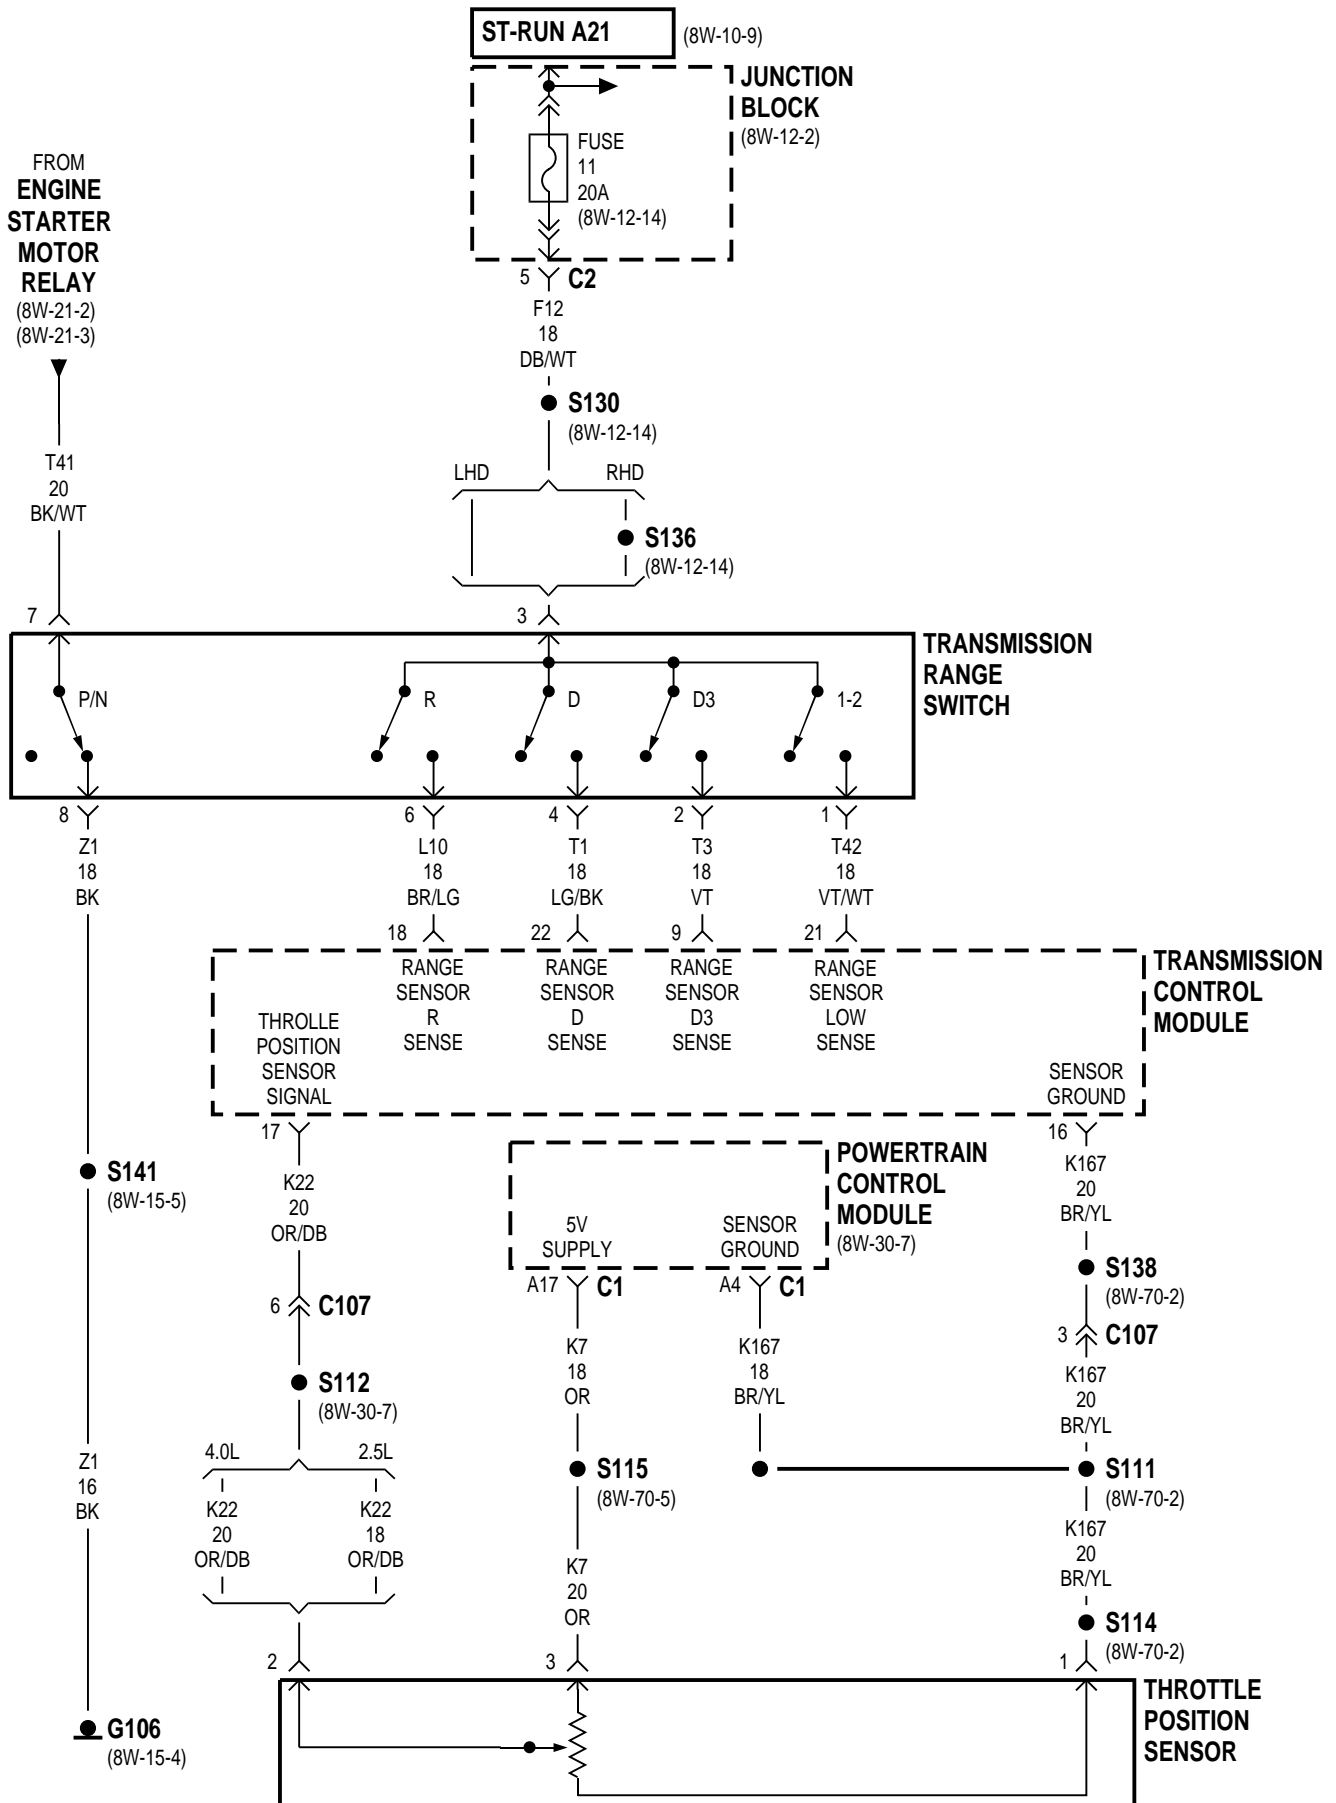 ST-RUN A21
(8W-10-9)
JUNCTION
BLOCK
(8W-12-2)
FUSE
11
20A
(8W-12-14)
FROM
ENGINE
STARTER
MOTOR
RELAY
(8W-21-2)
(8W-21-3)
5
C2
F12
18
DB/WT
S130
(8W-12-14)
T41
20
BK/WT
LHD
RHD
S136
(8W-12-14)
7
3
TRANSMISSION
RANGE
SWITCH
P/N
R
D
D3
1-2
8
6
4
2
1
Z1
18
BK
L10
18
BR/LG
T1
18
LG/BK
T3
18
VT
T42
18
VT/WT
18
22
9
21
TRANSMISSION
CONTROL
MODULE
RANGE
SENSOR
R
SENSE
RANGE
SENSOR
D
SENSE
RANGE
SENSOR
D3
SENSE
RANGE
SENSOR
LOW
SENSE
THROLLE
POSITION
SENSOR
SIGNAL
SENSOR
GROUND
17
16
S141
(8W-15-5)
K22
20
OR/DB
POWERTRAIN
CONTROL
MODULE
(8W-30-7)
5V
SUPPLY
SENSOR
GROUND
K167
20
BR/YL
S138
(8W-70-2)
A17
C1
A4
C1
6
C107
3
C107
K7
18
OR
K167
18
BR/YL
K167
20
BR/YL
S112
(8W-30-7)
4.0L
2.5L
Z1
16
BK
S115
(8W-70-5)
S111
(8W-70-2)
K22
20
OR/DB
K22
18
OR/DB
K7
20
OR
K167
20
BR/YL
S114
(8W-70-2)
2
3
1
THROTTLE
POSITION
SENSOR
G106
(8W-15-4)